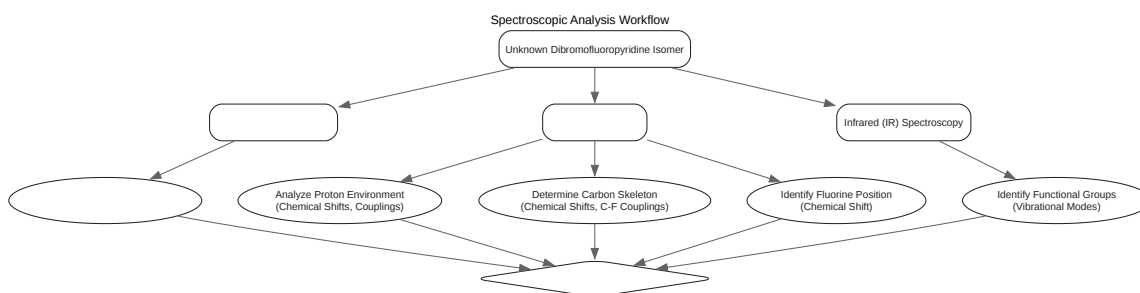 Spectroscopic Analysis Workflow
Unknown Dibromofluoropyridine Isomer
Infrared (IR) Spectroscopy
Analyze Proton Environment
(Chemical Shifts, Couplings)
Determine Carbon Skeleton
(Chemical Shifts, C-F Couplings)
Identify Fluorine Position
(Chemical Shift)
Identify Functional Groups
(Vibrational Modes)